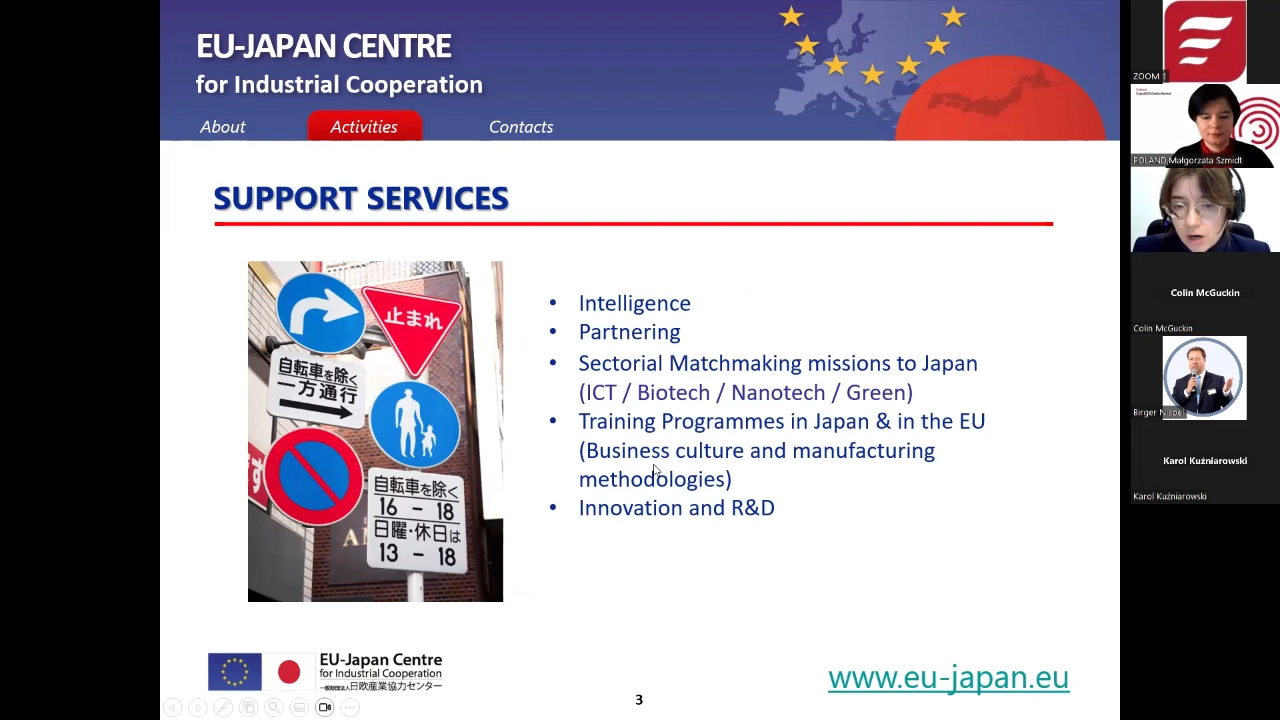 EU-JAPAN CENTRE
for Industrial Cooperation
About
Activities
Contacts
SUPPORT SERVICES
止まれ
自転車を除く
一方通行
自転車を除く
16 - 18
日曜・休日は
13 - 18
• Intelligence
• Partnering
• Sectorial Matchmaking missions to Japan
(ICT / Biotech / Nanotech / Green)
• Training Programmes in Japan & in the EU
(Business culture and manufacturing
methodologies)
• Innovation and R&D
EU-Japan Centre
for Industrial Cooperation
一般財団法人日欧産業協力センター
3
www.eu-japan.eu
ZOOM 1
POLAND,Małgorzata Szmidt
Colin McGuckin
Colin McGuckin
Birger
Karol Kuźniarowski
Karol Kuźniarowski